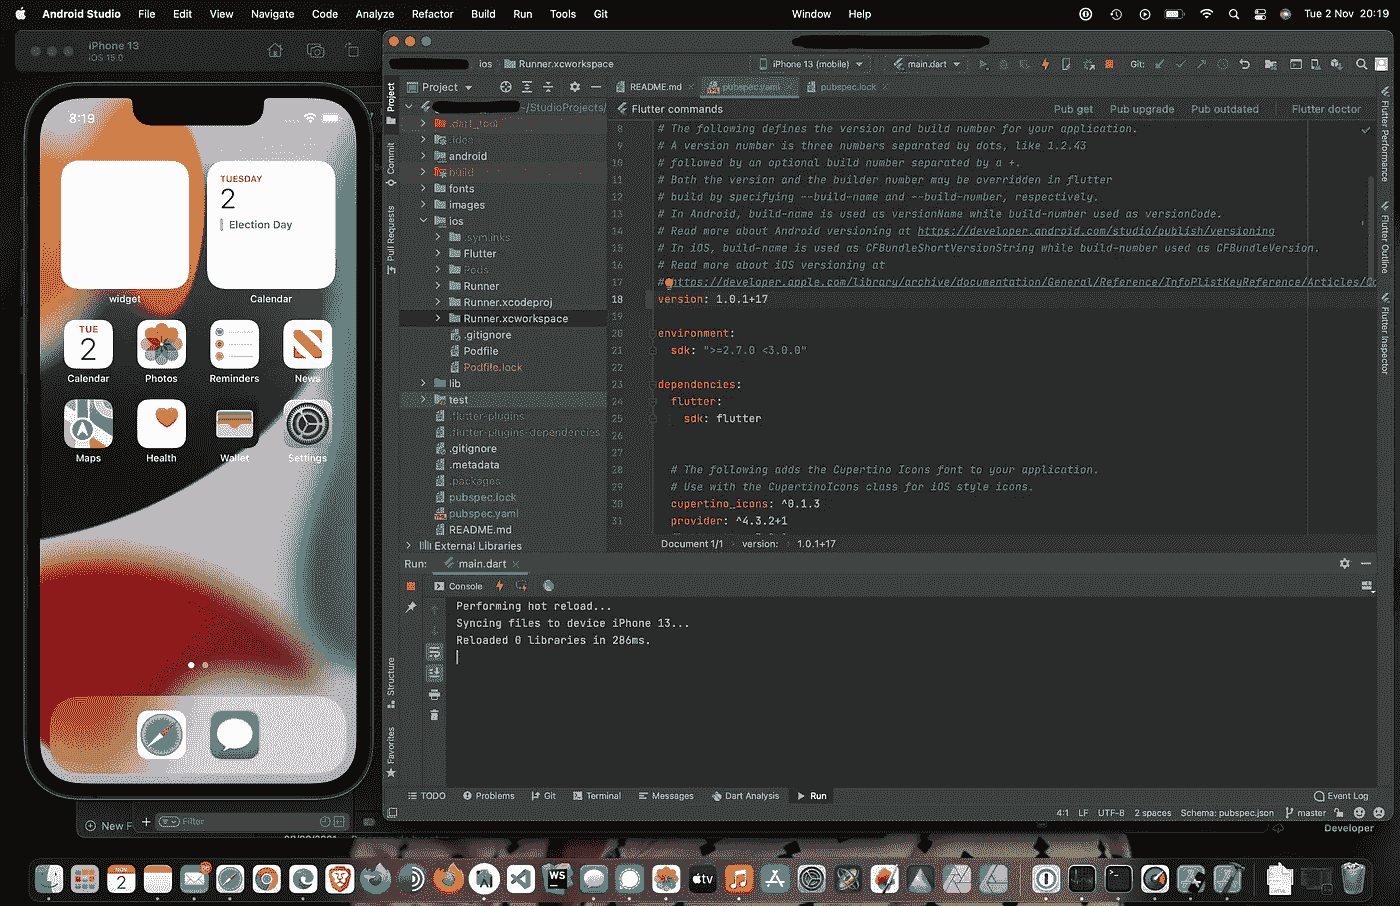 Android Studio File Edit View Navigate Code Analyze Refactor Build Run Tools Git Window Help Tue 2 Nov 20:19
iPhone 13
iOS 15.0
8:19
TUESDAY
2
Election Day
widget Calendar
TUE
2
Calendar Photos Reminders News
Maps Health Wallet Settings
New F
Filter
ios Runner.xcworkspace iPhone 13 (mobile) main.dart Git:
Project
README.md pubspec.yaml pubspec.lock
Flutter commands Pub get Pub upgrade Pub outdated Flutter doctor
Project
Commit
Pull Requests
Structure
Favorites
~/StudioProjects/
.dart_tool
.idea
android
build
fonts
images
ios
.symlinks
Flutter
Pods
Runner
Runner.xcodeproj
Runner.xcworkspace
.gitignore
Podfile
Podfile.lock
lib
test
.flutter-plugins
.flutter-plugins-dependencies
.gitignore
.metadata
.packages
pubspec.lock
pubspec.yaml
README.md
External Libraries
8 # The following defines the version and build number for your application.
9 # A version number is three numbers separated by dots, like 1.2.43
10 # followed by an optional build number separated by a +.
11 # Both the version and the builder number may be overridden in flutter
12 # build by specifying --build-name and --build-number, respectively.
13 # In Android, build-name is used as versionName while build-number used as versionCode.
14 # Read more about Android versioning at https://developer.android.com/studio/publish/versioning
15 # In iOS, build-name is used as CFBundleShortVersionString while build-number used as CFBundleVersion.
16 # Read more about iOS versioning at
17 # https://developer.apple.com/library/archive/documentation/General/Reference/InfoPlistKeyReference/Articles/Co
18 version: 1.0.1+17
19
20 environment:
21 sdk: ">=2.7.0 <3.0.0"
22
23 dependencies:
24 flutter:
25 sdk: flutter
26
27
28 # The following adds the Cupertino Icons font to your application.
29 # Use with the CupertinoIcons class for iOS style icons.
30 cupertino_icons: ^0.1.3
31 provider: ^4.3.2+1
Document 1/1 version: 1.0.1+17
Flutter Performance
Flutter Outline
Flutter Inspector
Run: main.dart
Console
Performing hot reload...
Syncing files to device iPhone 13...
Reloaded 0 libraries in 286ms.
TODO Problems Git Terminal Messages Dart Analysis Run Event Log
4:1 LF UTF-8 2 spaces Schema: pubspec.json master
Developer
NOV
2
WS
tv